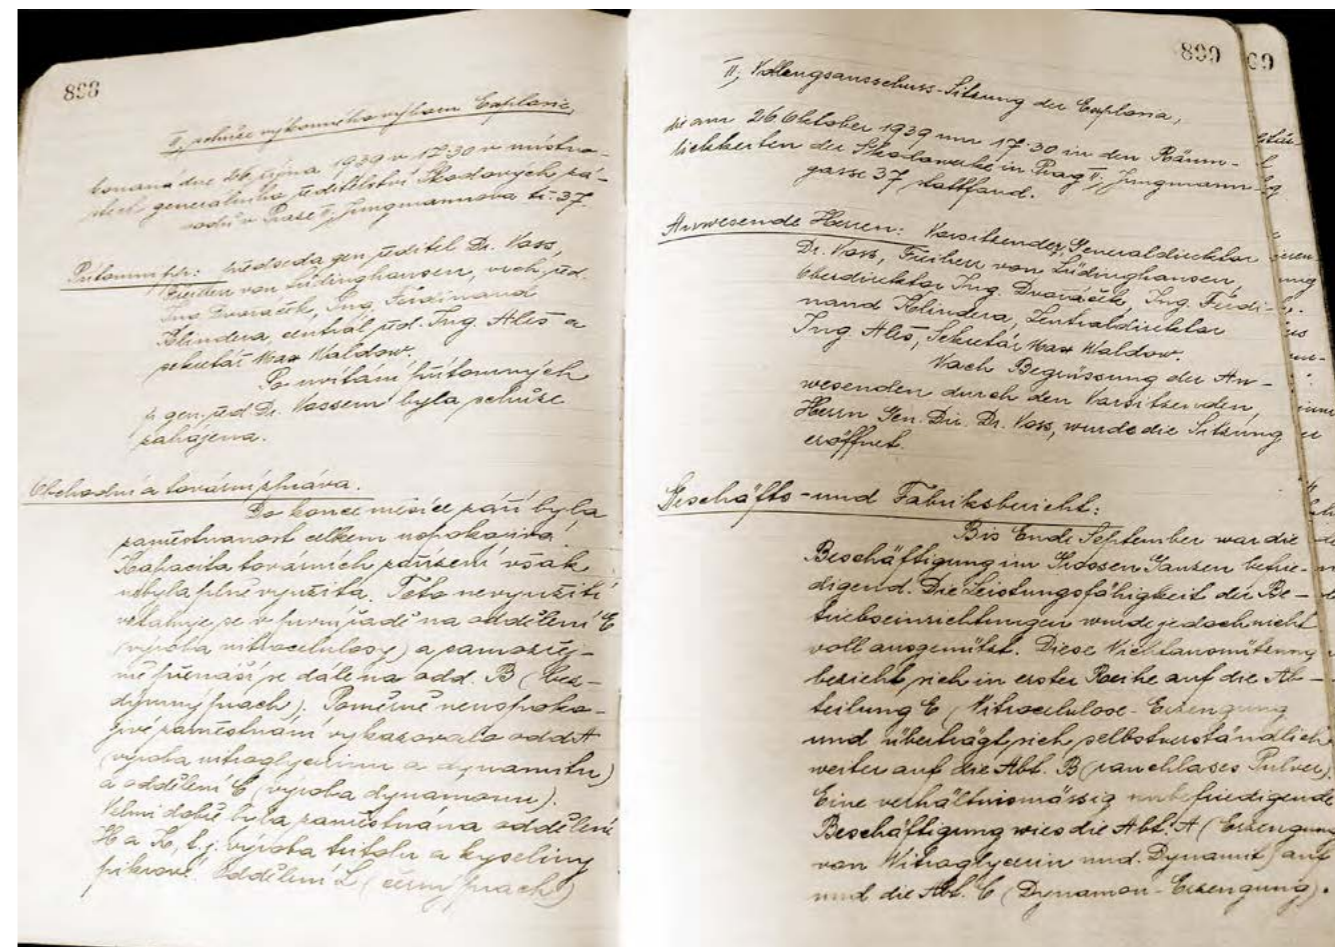 898
II. schůze výkonného výboru Explosie,
konaná dne 26. října 1939 v 17.30 v místno-
stech generálního ředitelství Škodových zá-
vodů v Praze II, Jungmannova tř. 37.
Přítomni pp.: předseda gen. ředitel Dr. Voss,
Freiherr von Lüdinghausen, vrch. řed.
Ing. Dvořáček, Ing. Ferdinand
Klindera, centrál. řed. Ing. Aleš a
sekretář Max Waldow.
Po uvítání přítomných
p. gen. řed. Dr. Vossem byla schůze
zahájena.
Obchodní a tovární zpráva.
Do konce měsíce září byla
zaměstnanost celkem uspokojivá.
Kapacita továrních zařízení však
nebyla plně využita. Toto nevyužití
vztahuje se v první řadě na oddělení E
(výroba nitrocelulosy) a samozřej-
mě přenáší se dále na odd. B (bez-
dýmný prach). Poměrně neuspoko-
jivé zaměstnání vykazovalo odd. A
(výroba nitroglycerinu a dynamitu)
a oddělení C (výroba dynamonu).
Velmi dobře byla zaměstnána oddělení
H a K, t.j. výroba tritolu a kyseliny
pikrové. Oddělení L (černý prach)
899
II. Vollzugsausschuss-Sitzung der Explosia,
die am 26. Oktober 1939 um 17.30 in den Räum-
lichkeiten der Skodawerke in Prag II, Jungmann-
gasse 37 stattfand.
Anwesende Herren: Vorsitzender, Generaldirektor
Dr. Voss, Freiherr von Lüdinghausen,
Oberdirektor Ing. Dvořáček, Ing. Ferdi-
nand Klindera, Zentraldirektor
Ing. Aleš, Sekretär Max Waldow.
Nach Begrüssung der An-
wesenden durch den Vorsitzenden,
Herrn Gen. Dir. Dr. Voss, wurde die Sitzung
eröffnet.
Geschäfts- und Fabriksbericht:
Bis Ende September war die
Beschäftigung im Grossen Ganzen befrie-
digend. Die Leistungsfähigkeit der Be-
triebseinrichtungen wurde jedoch nicht
voll ausgenützt. Diese Nichtausnützung
bezieht sich in erster Reihe auf die Ab-
teilung E (Nitrocelulose-Erzeugung
und überträgt sich selbstverständlich
weiter auf die Abt. B (rauchloses Pulver).
Eine verhältnismässig unbefriedigende
Beschäftigung wies die Abt. A (Erzeugung
von Nitroglycerin und Dynamit) auf
und die Abt. C (Dynamon-Erzeugung).